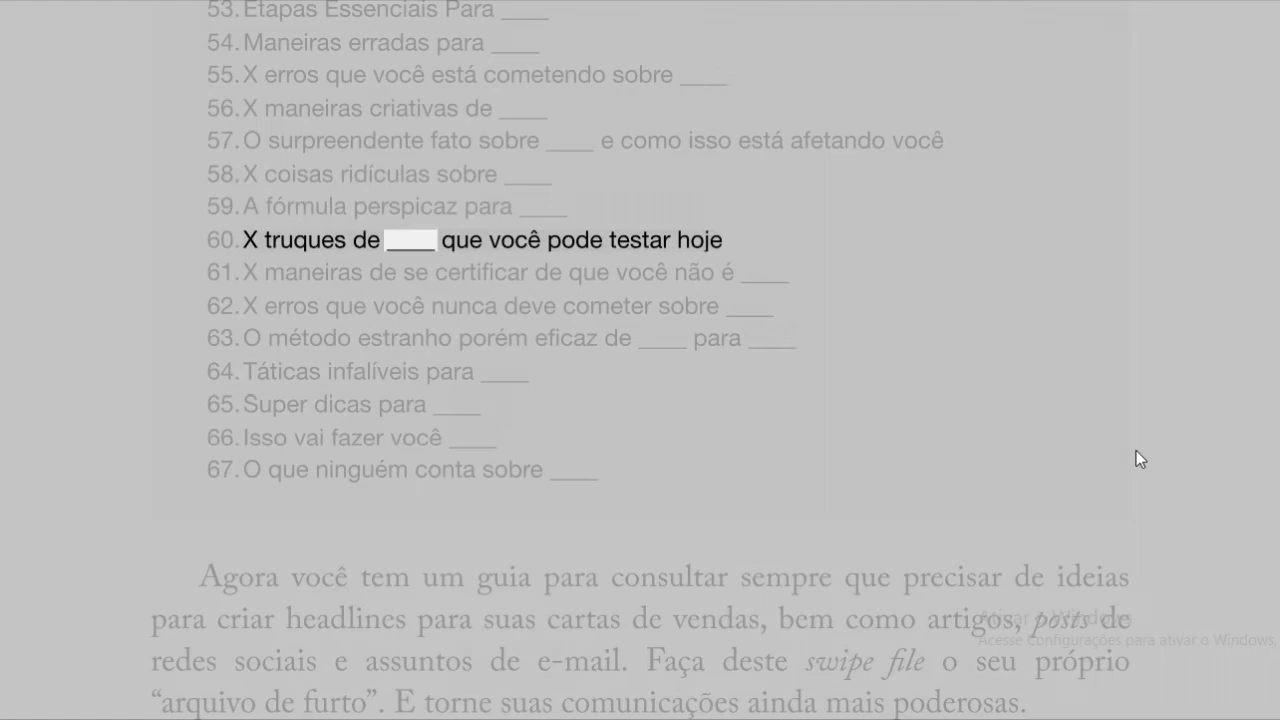 53. Etapas Essenciais Para ____
54. Maneiras erradas para ____
55. X erros que você está cometendo sobre ____
56. X maneiras criativas de ____
57. O surpreendente fato sobre ____ e como isso está afetando você
58. X coisas ridículas sobre ____
59. A fórmula perspicaz para ____
60. X truques de ____ que você pode testar hoje
61. X maneiras de se certificar de que você não é ____
62. X erros que você nunca deve cometer sobre ____
63. O método estranho porém eficaz de ____ para ____
64. Táticas infalíveis para ____
65. Super dicas para ____
66. Isso vai fazer você ____
67. O que ninguém conta sobre ____
Agora você tem um guia para consultar sempre que precisar de ideias
para criar headlines para suas cartas de vendas, bem como artigos, posts de
redes sociais e assuntos de e-mail. Faça deste swipe file o seu próprio
“arquivo de furto”. E torne suas comunicações ainda mais poderosas.
Ativar o Windows
Acesse Configurações para ativar o Windows.